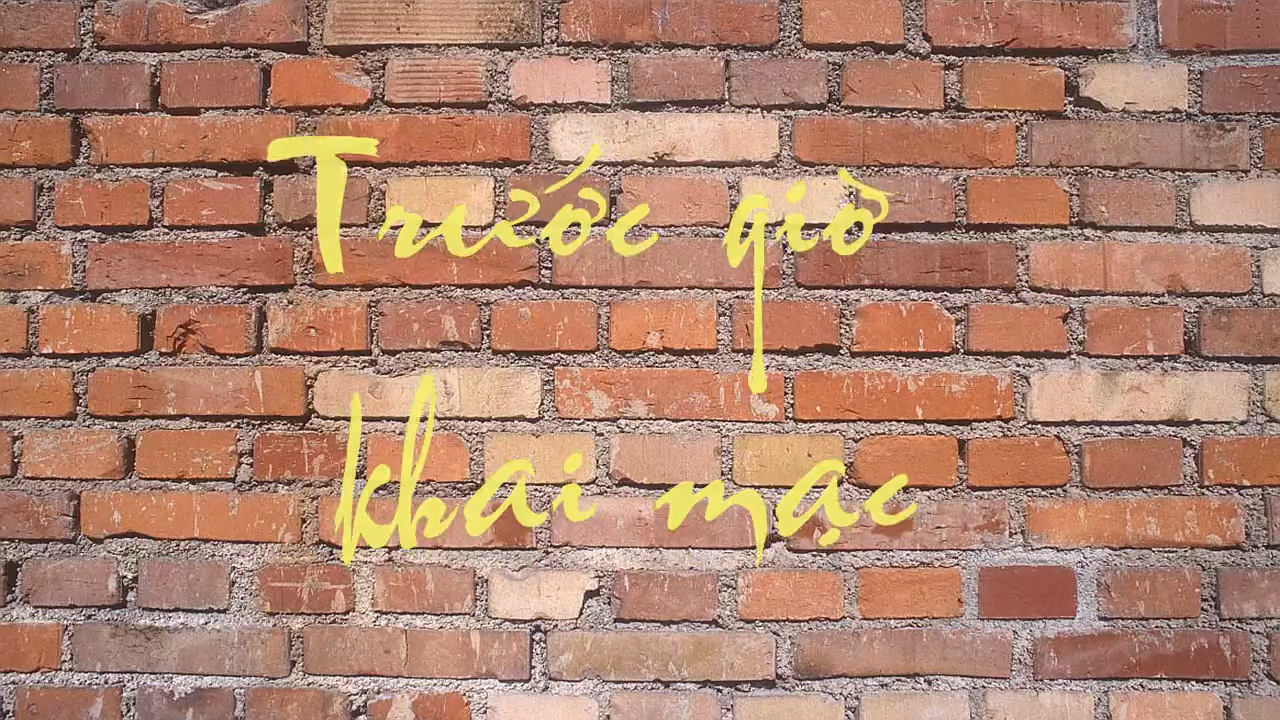 Trước giờ
khai mạc